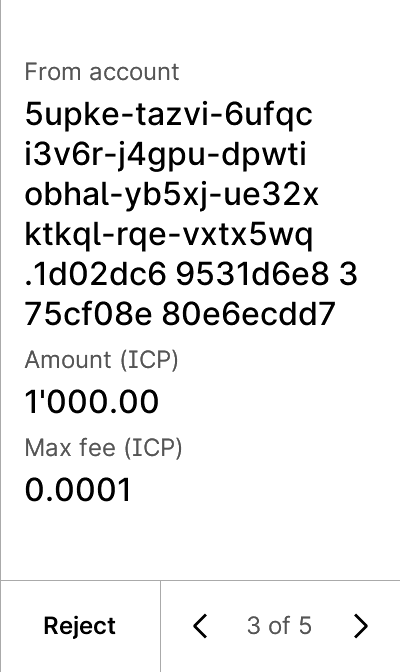 From account
5upke-tazvi-6ufqc
i3v6r-j4gpu-dpwti
obhal-yb5xj-ue32x
ktkql-rqe-vxtx5wq
.1d02dc6 9531d6e8 3
75cf08e 80e6ecdd7
Amount (ICP)
1'000.00
Max fee (ICP)
0.0001
Reject
3 of 5